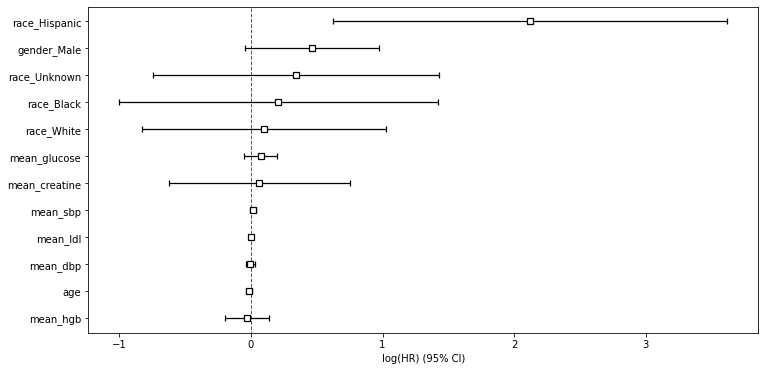 race_Hispanic
gender_Male
race_Unknown
race_Black
race_White
mean_glucose
mean_creatine
mean_sbp
mean_ldl
mean_dbp
age
mean_hgb
−1 0 1 2 3
log(HR) (95% CI)